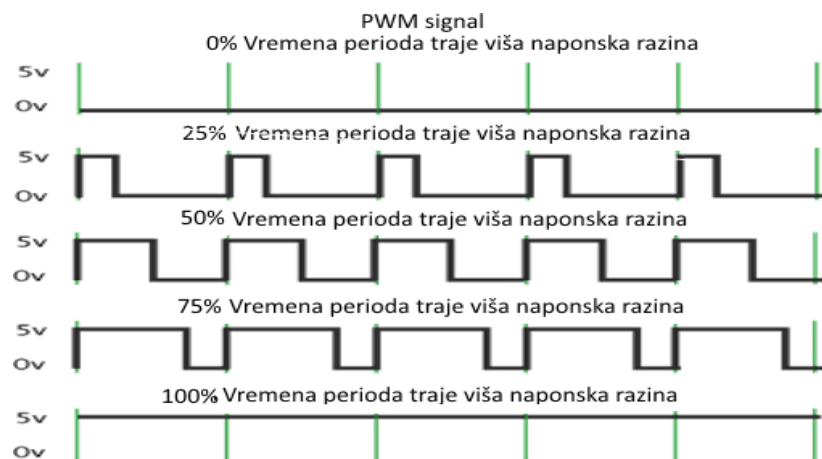 PWM signal
0% Vremena perioda traje viša naponska razina
5v
0v
25% Vremena perioda traje viša naponska razina
5v
0v
50% Vremena perioda traje viša naponska razina
5v
0v
75% Vremena perioda traje viša naponska razina
5v
0v
100% Vremena perioda traje viša naponska razina
5v
0v